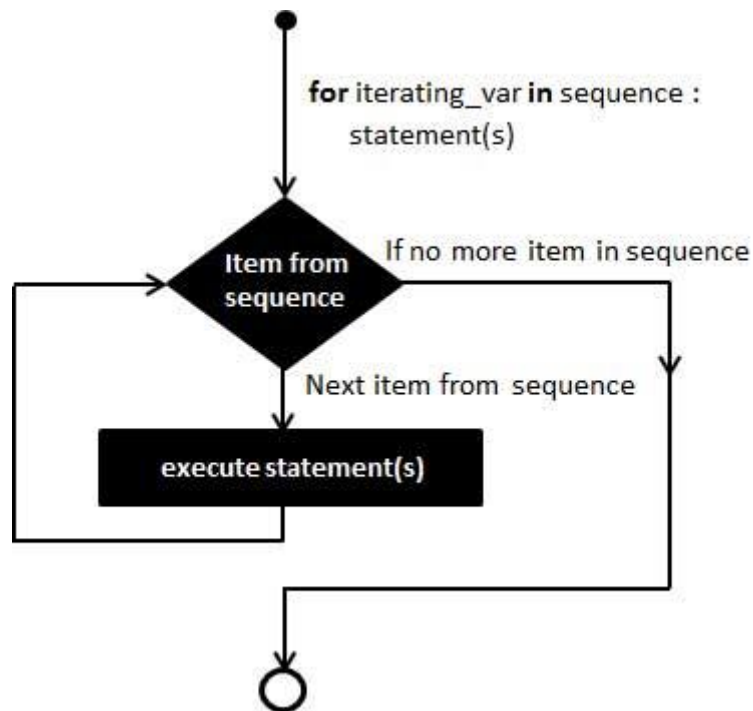 for iterating_var in sequence :
statement(s)
If no more item in sequence
Item from
sequence
Next item from sequence
execute statement(s)